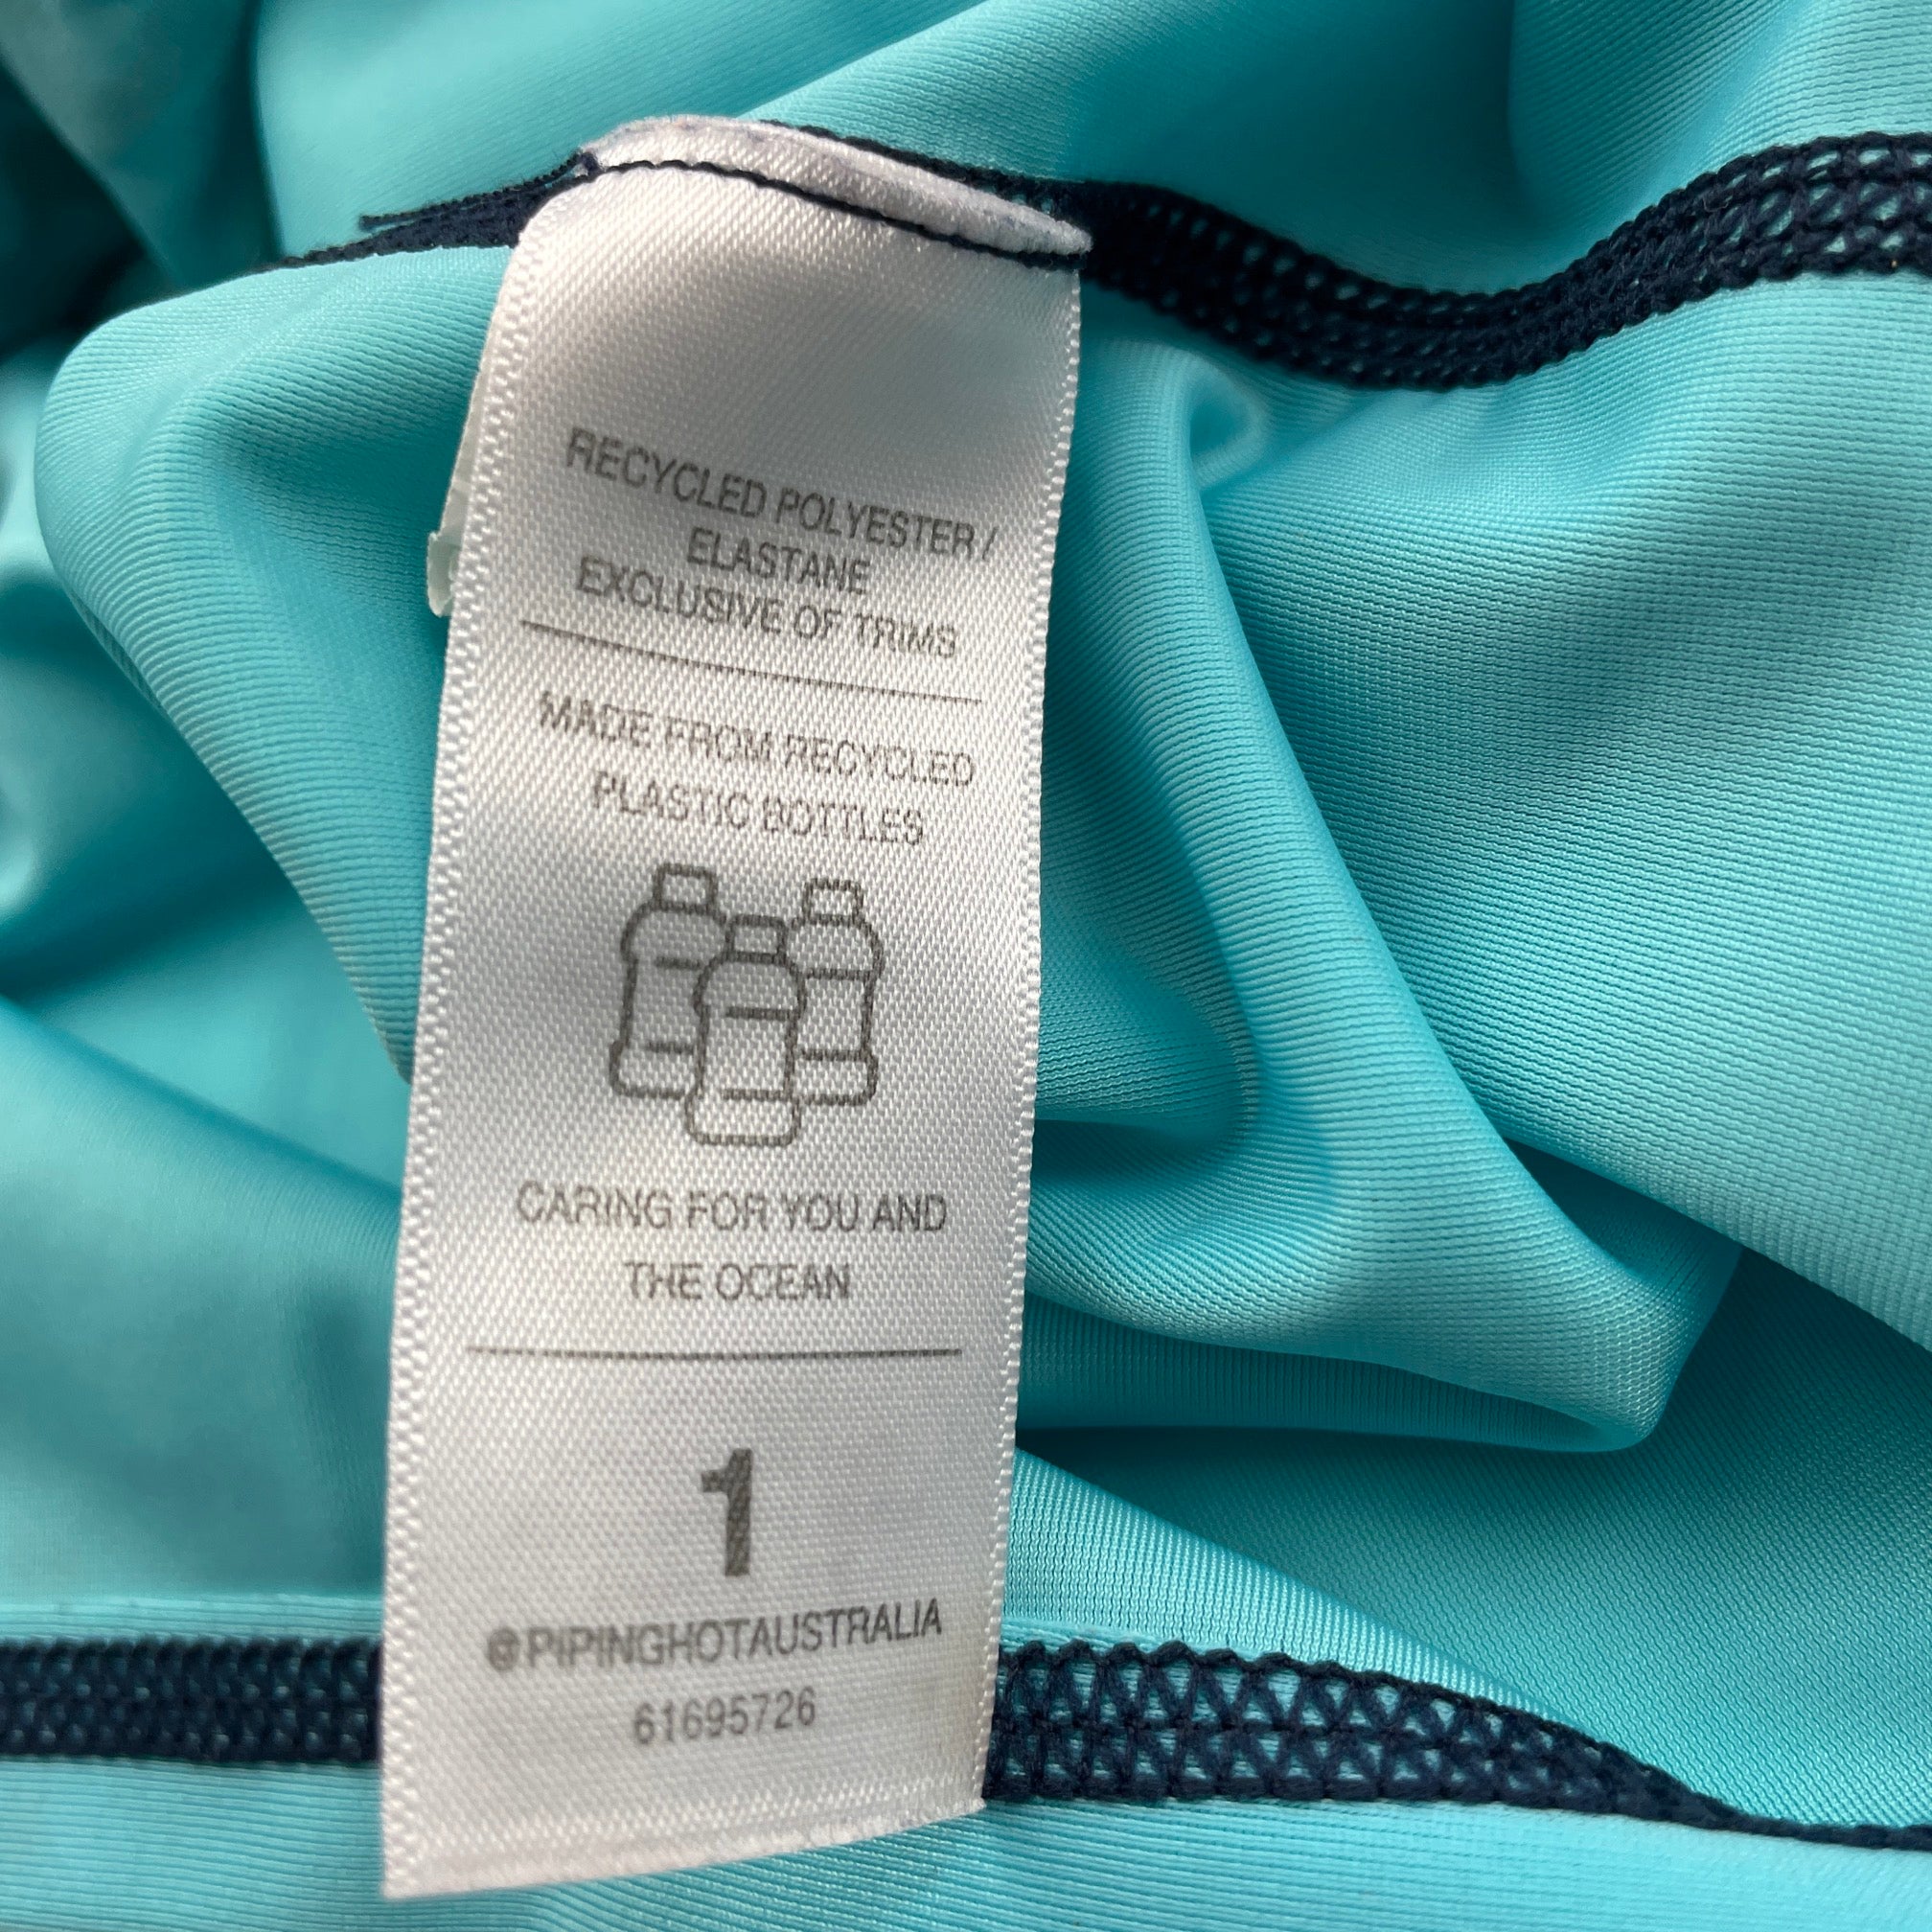 RECYCLED POLYESTER /
ELASTANE
EXCLUSIVE OF TRIMS
MADE FROM RECYCLED
PLASTIC BOTTLES
CARING FOR YOU AND
THE OCEAN
1
@PIPINGHOTAUSTRALIA
61695726